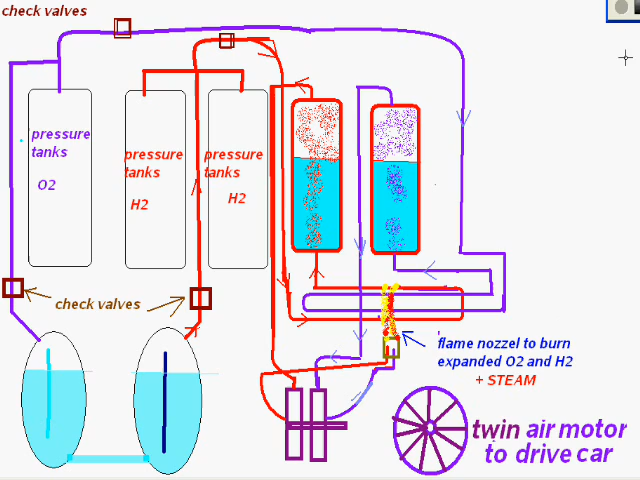 check valves
pressure
tanks
O2
pressure
tanks
H2
pressure
tanks
H2
check valves
flame nozzel to burn
expanded O2 and H2
+ STEAM
twin air motor
to drive car